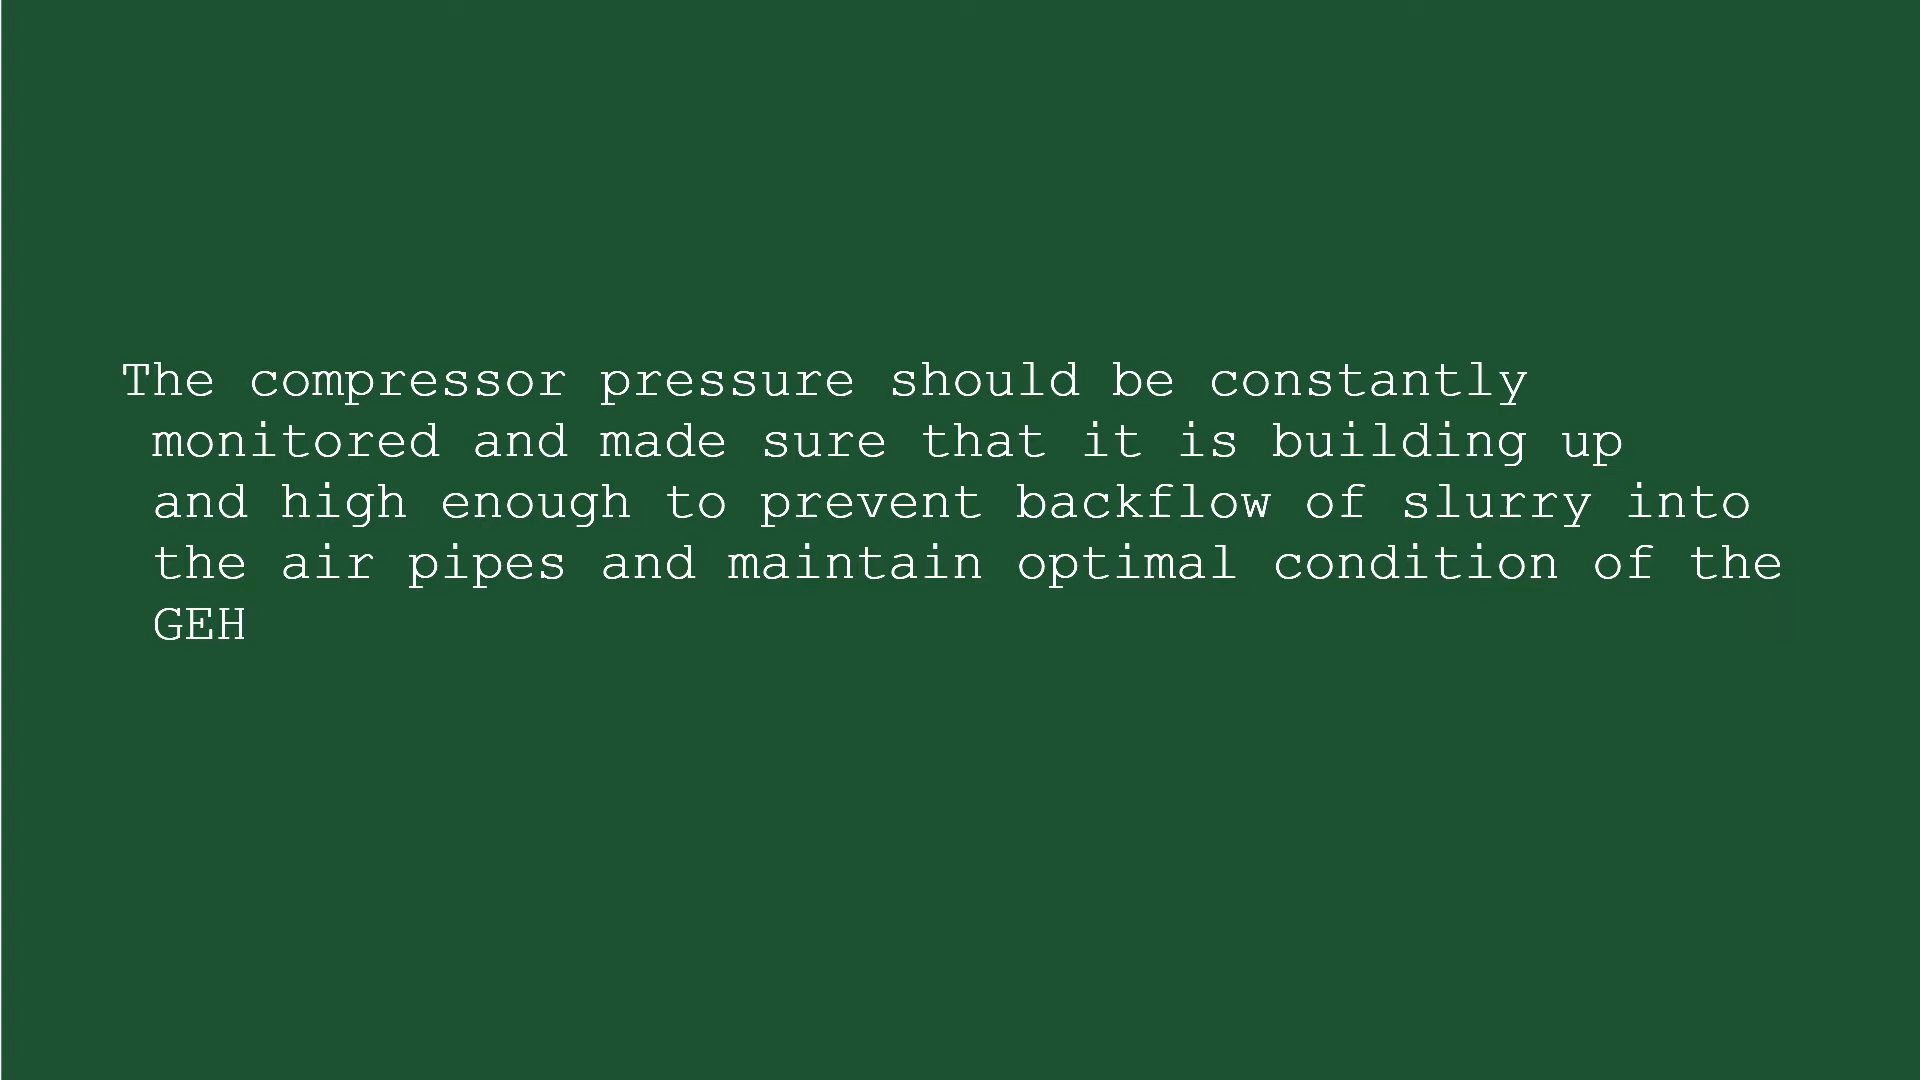 The compressor pressure should be constantly
monitored and made sure that it is building up
and high enough to prevent backflow of slurry into
the air pipes and maintain optimal condition of the
GEH